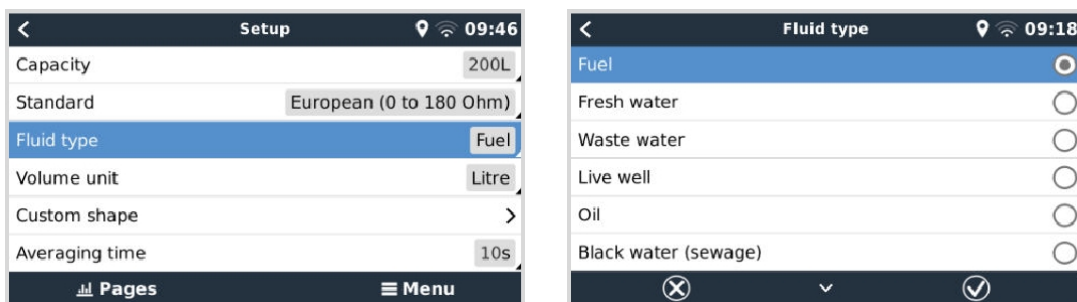 Setup 09:46
Capacity 200L
Standard European (0 to 180 Ohm)
Fluid type Fuel
Volume unit Litre
Custom shape
Averaging time 10s
Pages Menu
Fluid type 09:18
Fuel
Fresh water
Waste water
Live well
Oil
Black water (sewage)